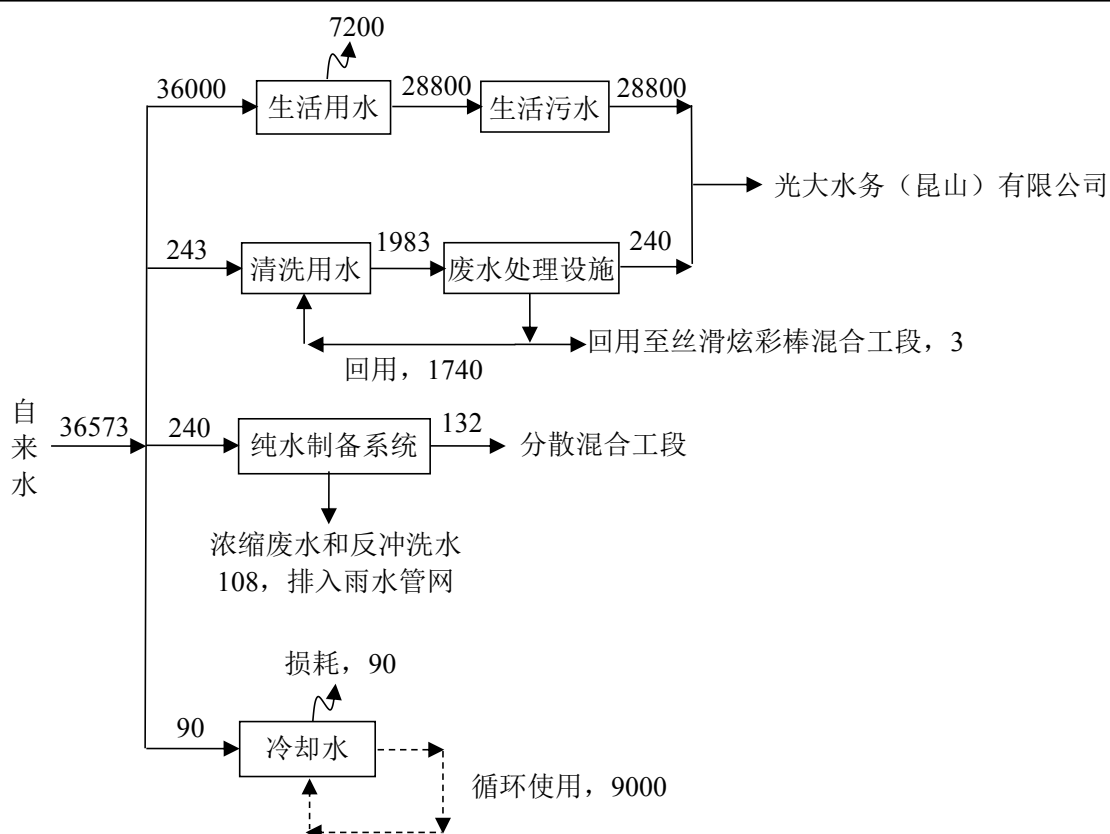 7200
36000
生活用水
28800
生活污水
28800
光大水务（昆山）有限公司
243
清洗用水
1983
废水处理设施
240
回用至丝滑炫彩棒混合工段，3
回用，1740
自来水
36573
240
纯水制备系统
132
分散混合工段
浓缩废水和反冲洗水
108，排入雨水管网
损耗，90
90
冷却水
循环使用，9000